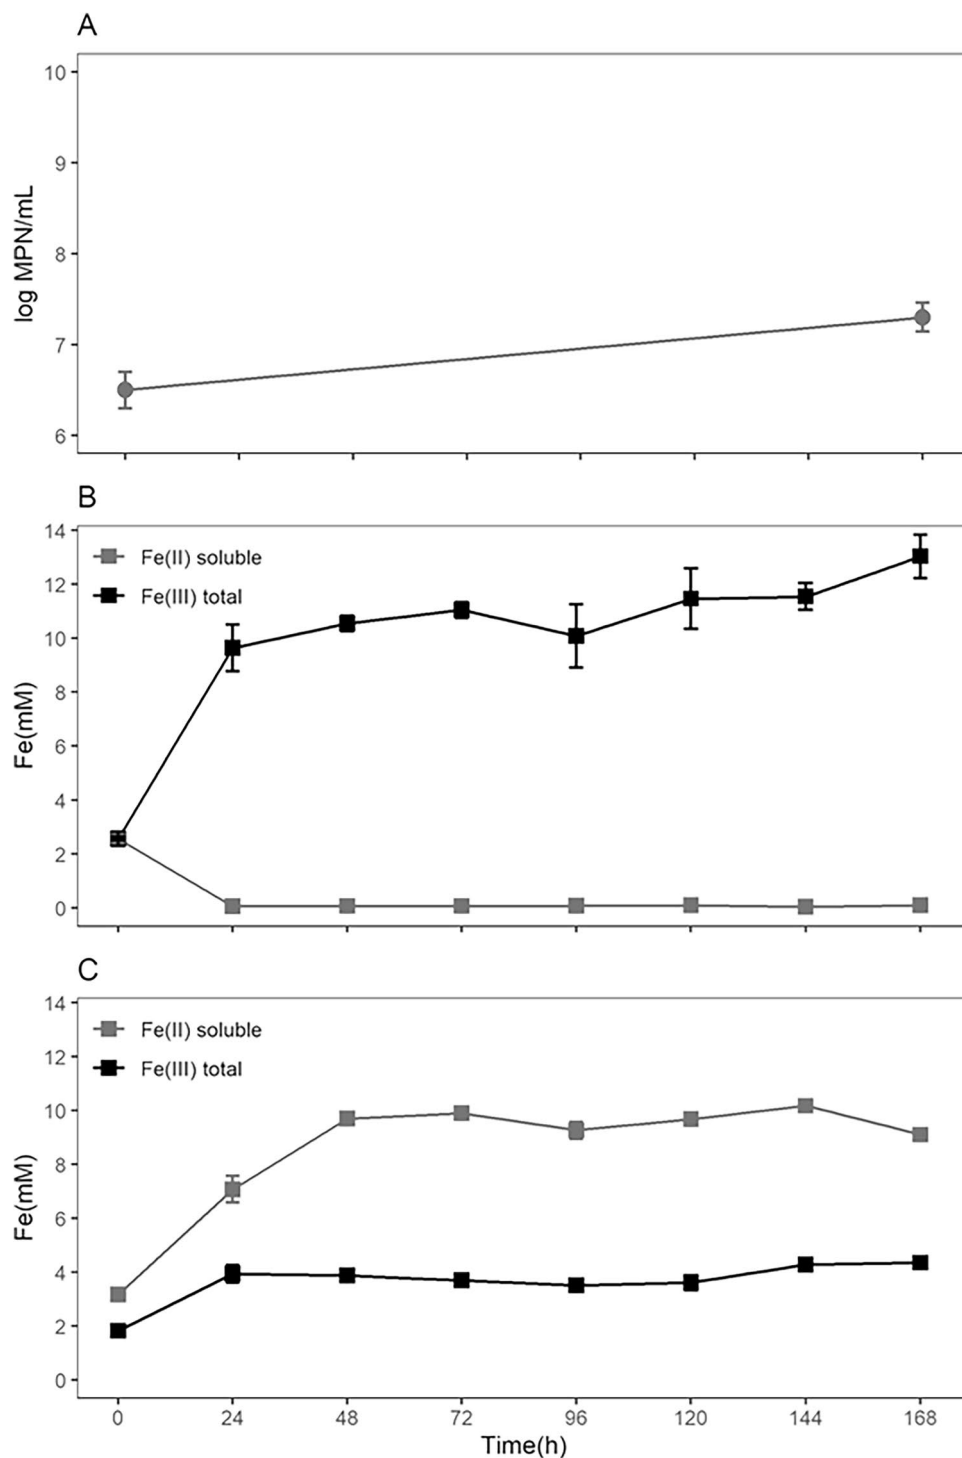 A
10
9
8
7
6
log MPN/mL
B
14
12
10
8
6
4
2
0
Fe(mM)
Fe(II) soluble
Fe(III) total
C
14
12
10
8
6
4
2
0
Fe(mM)
Fe(II) soluble
Fe(III) total
0 24 48 72 96 120 144 168
Time(h)